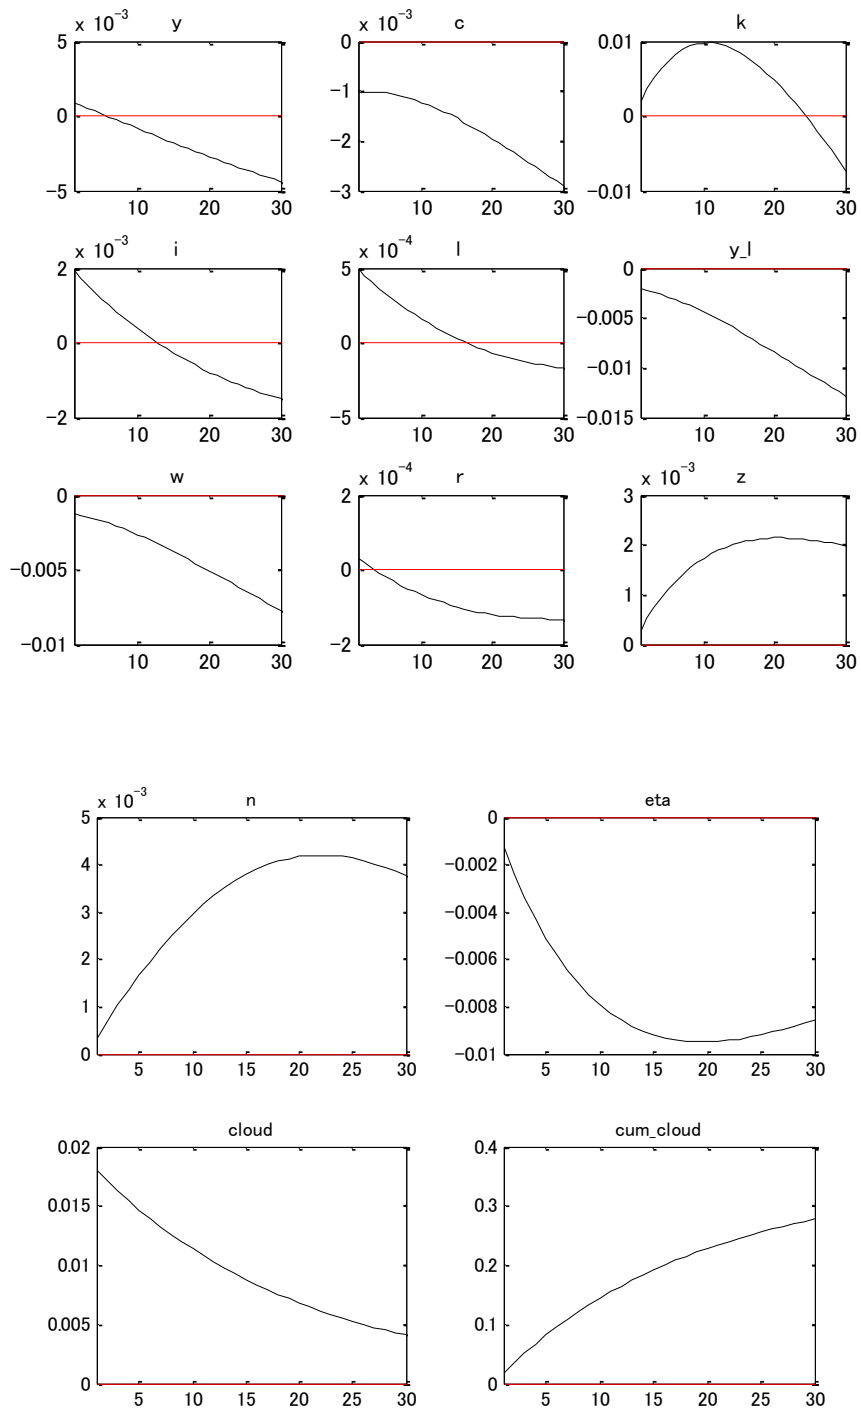 y c k
x 10−3 x 10−3
5 0 0.01
0 −1 0
−2
−5 −3 −0.01
10 20 30 10 20 30 10 20 30
i l y_l
x 10−3 x 10−4
2 5 0
−0.005
0 0
−0.01
−2 −5 −0.015
10 20 30 10 20 30 10 20 30
w r z
x 10−4 x 10−3
0 2 3
2
−0.005 0
1
−0.01 −2 0
10 20 30 10 20 30 10 20 30
n eta
x 10−3
5 0
4 −0.002
3 −0.004
2 −0.006
1 −0.008
0 −0.01
5 10 15 20 25 30 5 10 15 20 25 30
cloud cum_cloud
0.02 0.4
0.015 0.3
0.01 0.2
0.005 0.1
0 0
5 10 15 20 25 30 5 10 15 20 25 30